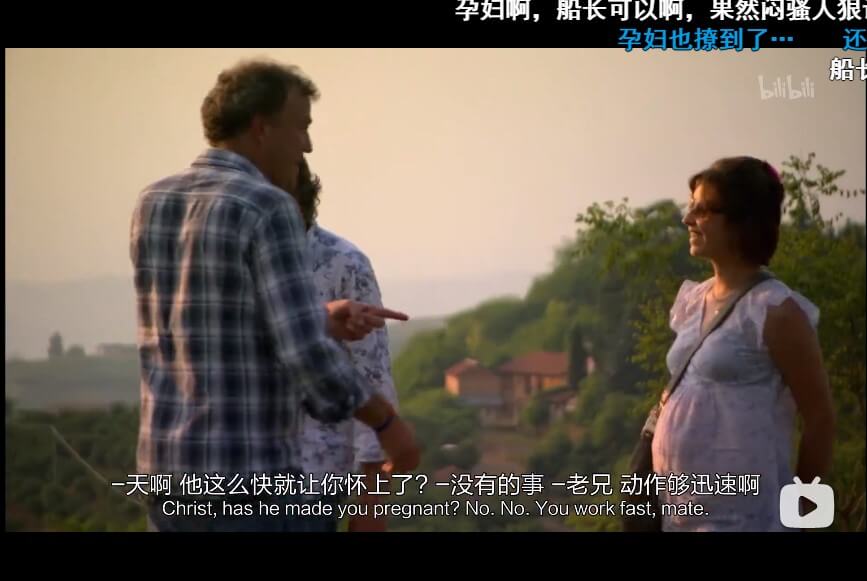 孕妇啊，船长可以啊，果然闷骚人狠
孕妇也撩到了… 还
船长
bilibili
-天啊 他这么快就让你怀上了？-没有的事 -老兄 动作够迅速啊
Christ, has he made you pregnant? No. No. You work fast, mate.